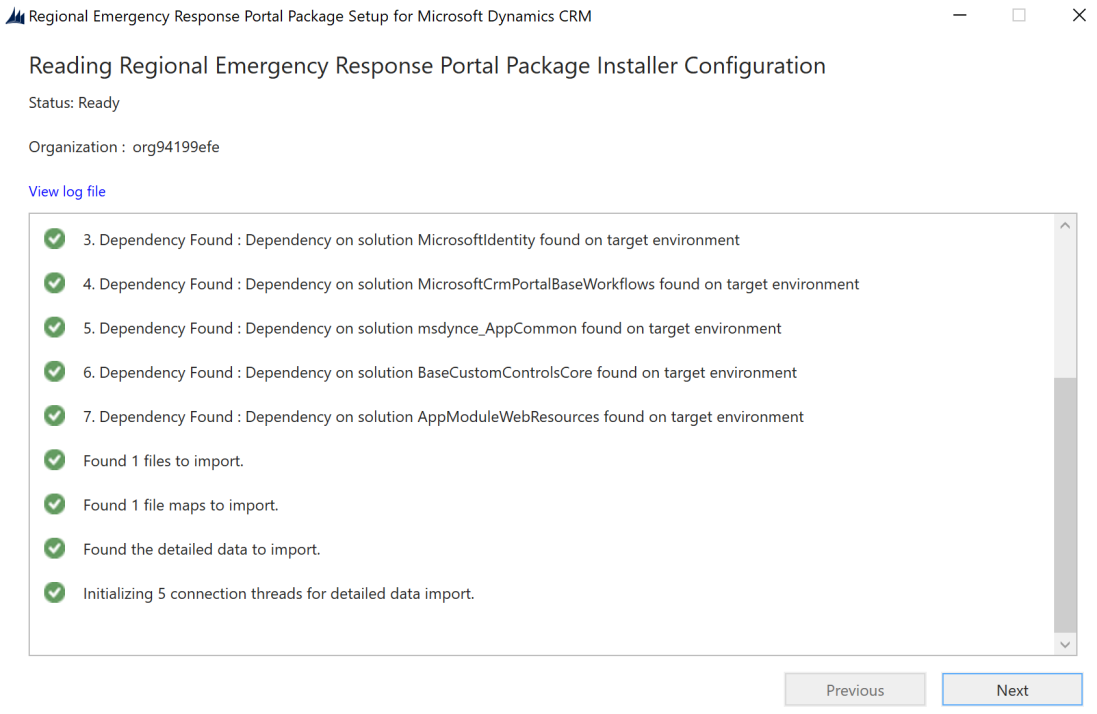 Regional Emergency Response Portal Package Setup for Microsoft Dynamics CRM
Reading Regional Emergency Response Portal Package Installer Configuration
Status: Ready
Organization : org94199efe
View log file
3. Dependency Found : Dependency on solution MicrosoftIdentity found on target environment
4. Dependency Found : Dependency on solution MicrosoftCrmPortalBaseWorkflows found on target environment
5. Dependency Found : Dependency on solution msdynce_AppCommon found on target environment
6. Dependency Found : Dependency on solution BaseCustomControlsCore found on target environment
7. Dependency Found : Dependency on solution AppModuleWebResources found on target environment
Found 1 files to import.
Found 1 file maps to import.
Found the detailed data to import.
Initializing 5 connection threads for detailed data import.
Previous
Next